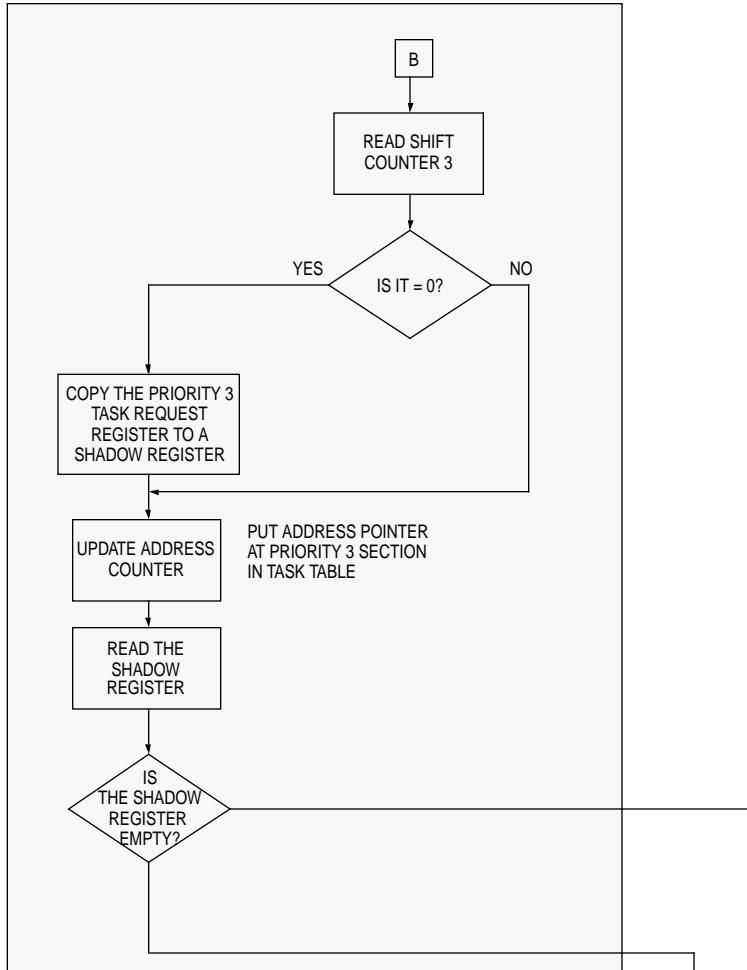 B
READ SHIFT
COUNTER 3
YES
NO
IS IT = 0?
COPY THE PRIORITY 3
TASK REQUEST
REGISTER TO A
SHADOW REGISTER
UPDATE ADDRESS
COUNTER
PUT ADDRESS POINTER
AT PRIORITY 3 SECTION
IN TASK TABLE
READ THE
SHADOW
REGISTER
IS
THE SHADOW
REGISTER
EMPTY?